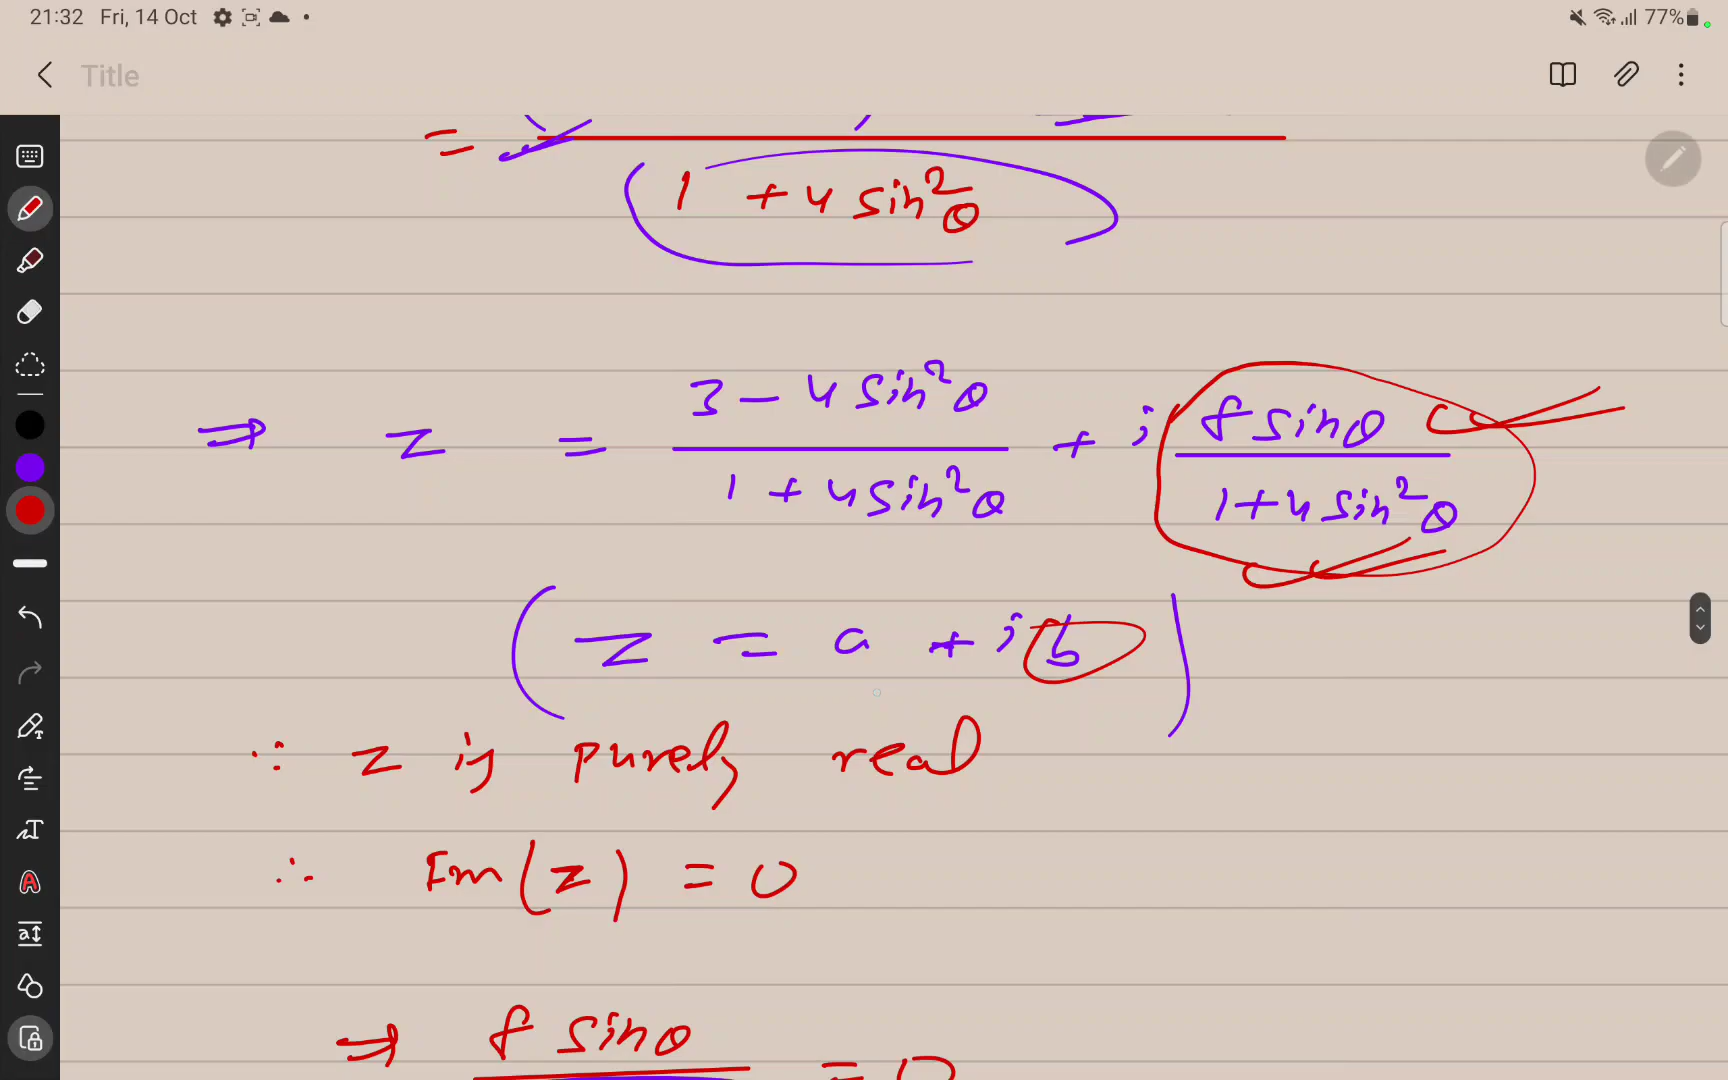 21:32 Fri, 14 Oct 77%
Title
=
1 + 4 sin²θ
⇒ z = (3 - 4 sin²θ)/(1 + 4 sin²θ) + i (8 sinθ)/(1 + 4 sin²θ)
(z = a + ib)
∵ z is purely real
∴ Im(z) = 0
⇒ 8 sinθ = 0